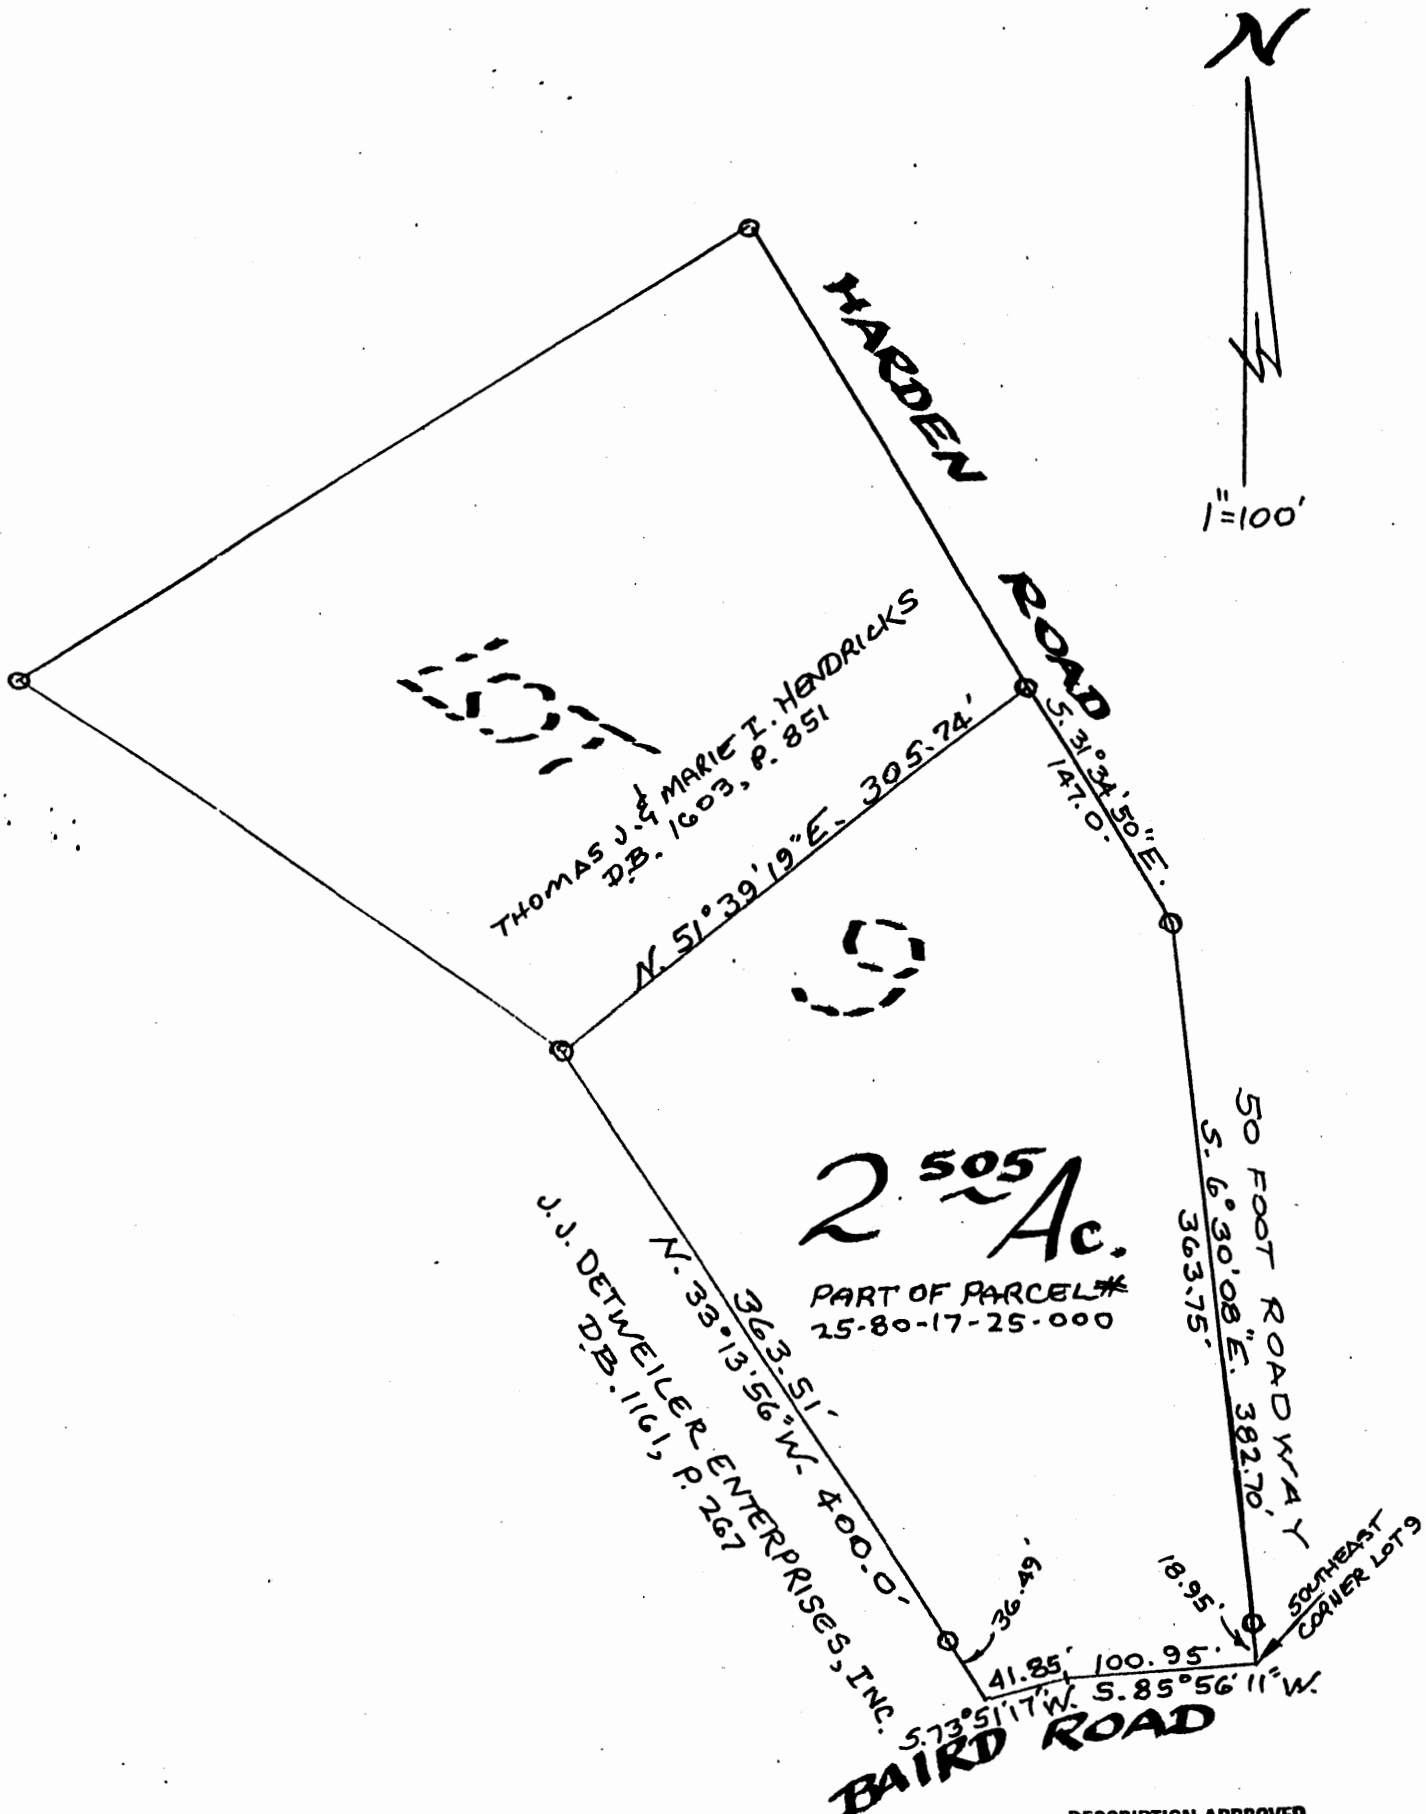 N
1"=100'
HARDEN ROAD
LOT
THOMAS J. & MARIE I. HENDRICKS
D.B. 1603, P. 851
N. 51°39'19"E. 305.74'
S. 31°34'50"E.
147.0'
9
50 FOOT ROADWAY
S. 6°30'08"E. 382.70'
363.75'
2.505 Ac.
PART OF PARCEL#
25-80-17-25-000
363.51'
N. 33°13'56"W. 400.0'
J.J. DETWEILER ENTERPRISES, INC.
D.B. 1161, P. 267
36.49'
18.95'
SOUTHEAST
CORNER LOT 9
41.85' 100.95'
S.73°51'17"W. S.85°56'11"W.
BAIRD ROAD
DESCRIPTION APPROVED